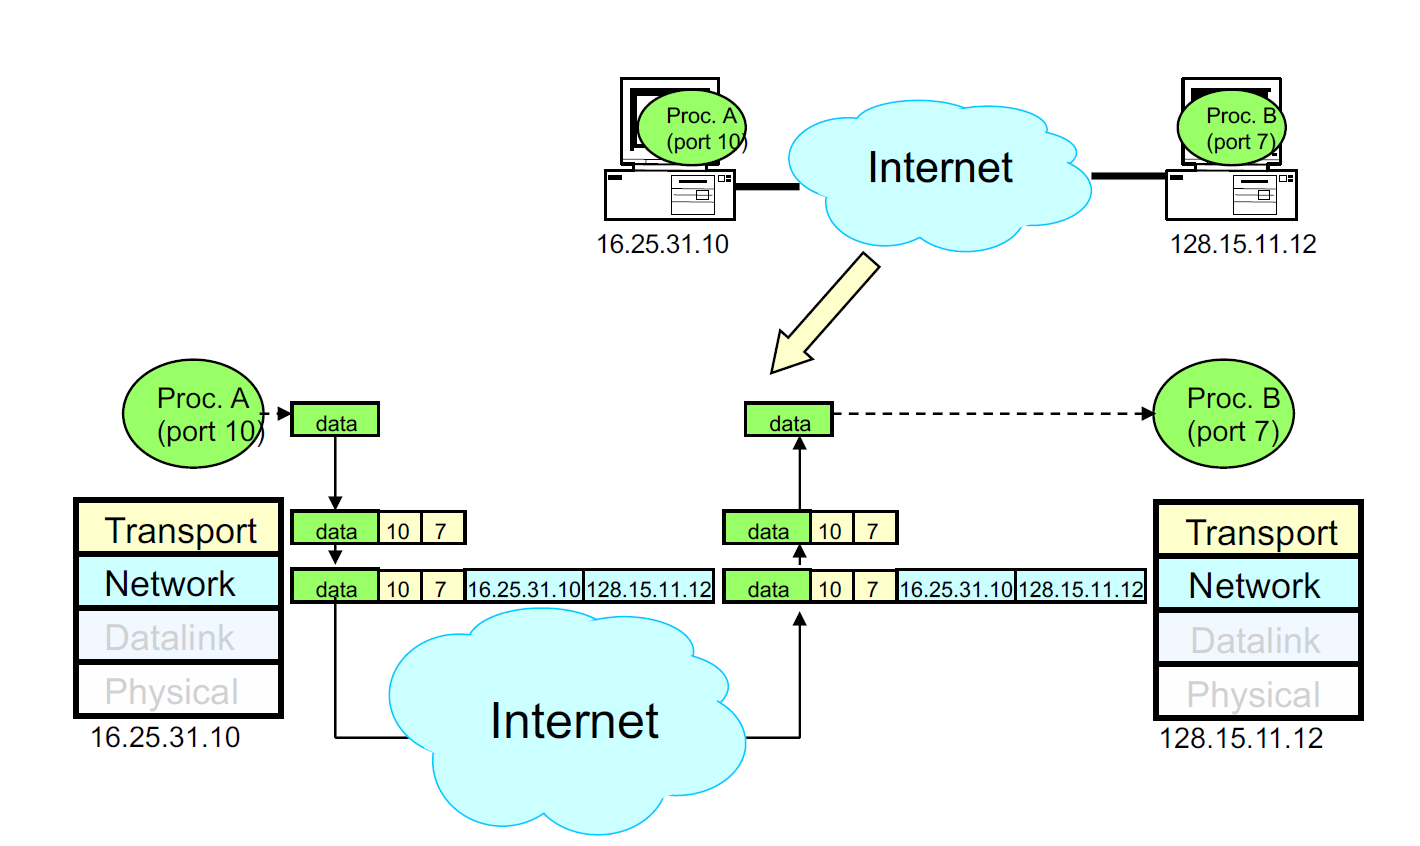 Proc. A
(port 10)
Internet
Proc. B
(port 7)
16.25.31.10
128.15.11.12
Proc. A
(port 10)
data
data
Proc. B
(port 7)
Transport
data 10 7
data 10 7
Transport
Network
data 10 7 16.25.31.10 128.15.11.12
data 10 7 16.25.31.10 128.15.11.12
Network
Datalink
Datalink
Physical
Internet
Physical
16.25.31.10
128.15.11.12